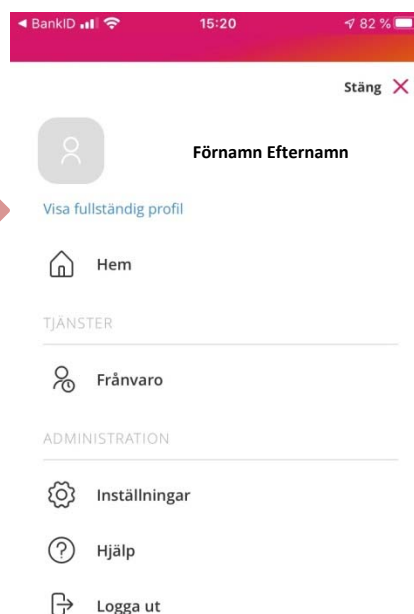 BankID 15:20 82 %
Stäng
Förnamn Efternamn
Visa fullständig profil
Hem
TJÄNSTER
Frånvaro
ADMINISTRATION
Inställningar
Hjälp
Logga ut